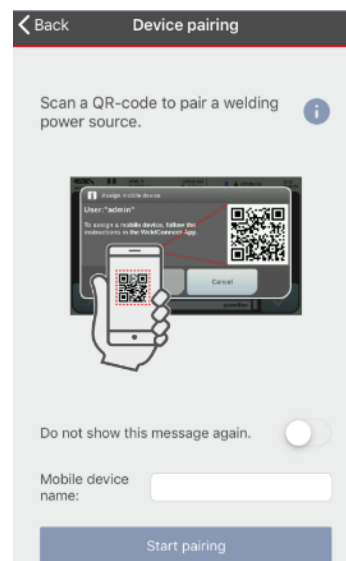 Back
Device pairing
Scan a QR-code to pair a welding
power source.
i
i Assign mobile device
User:"admin"
To assign a mobile device, follow the
instructions in the WeldConnect App.
Cancel
Do not show this message again.
Mobile device
name:
Start pairing